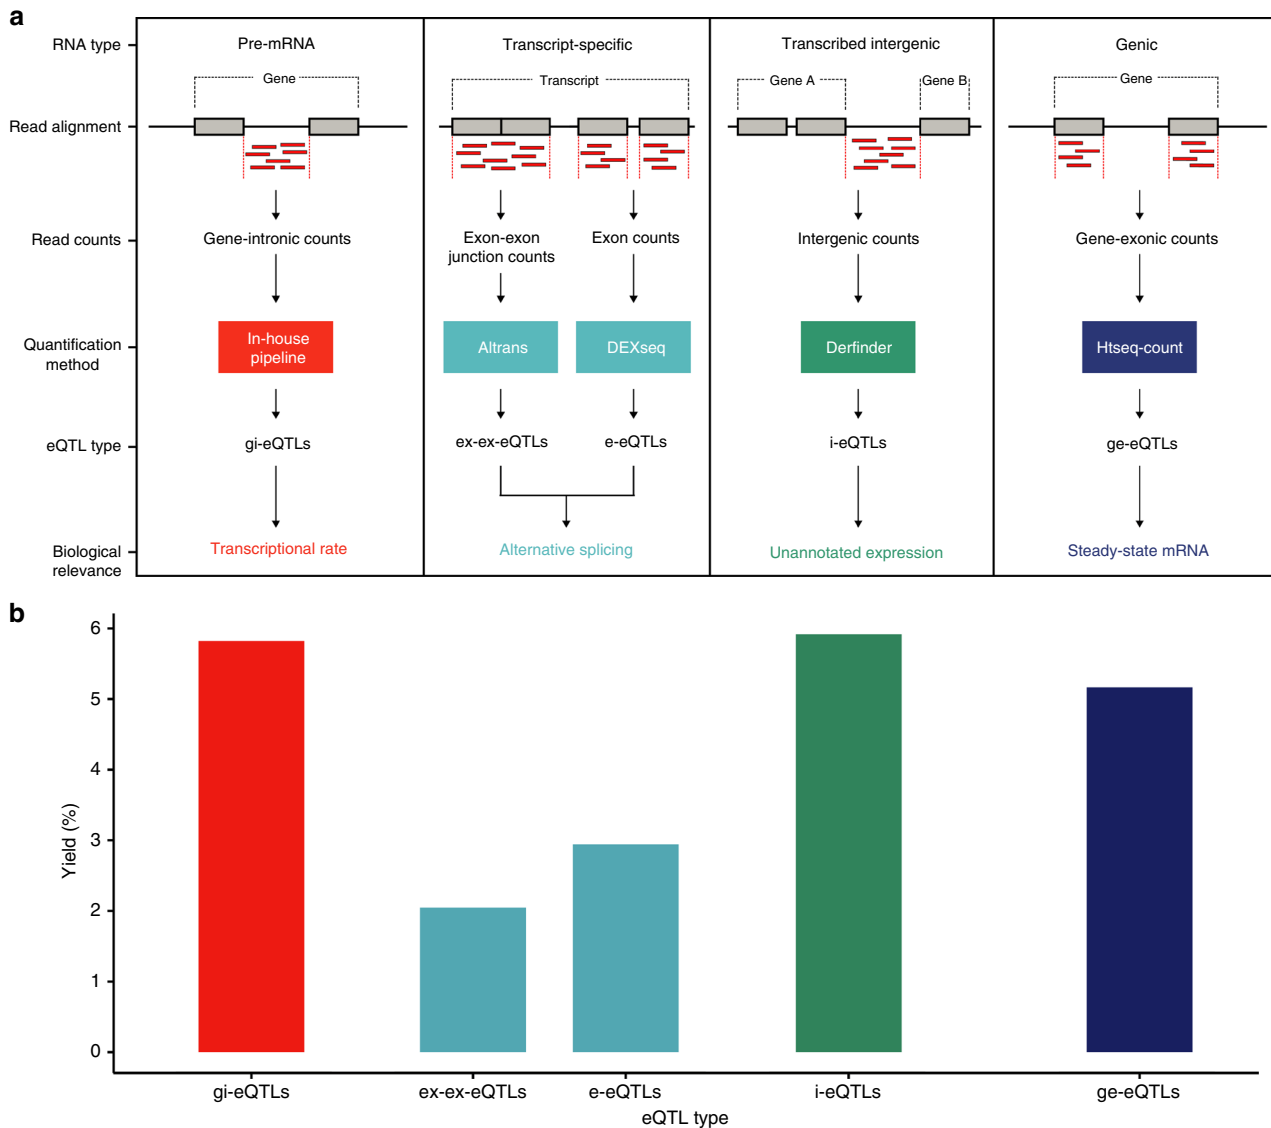 a
RNA type
Pre-mRNA
Transcript-specific
Transcribed intergenic
Genic
Gene
Transcript
Gene A
Gene B
Gene
Read alignment
Read counts
Gene-intronic counts
Exon-exon
junction counts
Exon counts
Intergenic counts
Gene-exonic counts
Quantification
method
In-house
pipeline
Altrans
DEXseq
Derfinder
Htseq-count
eQTL type
gi-eQTLs
ex-ex-eQTLs
e-eQTLs
i-eQTLs
ge-eQTLs
Biological
relevance
Transcriptional rate
Alternative splicing
Unannotated expression
Steady-state mRNA
b
Yield (%)
6
5
4
3
2
1
0
gi-eQTLs
ex-ex-eQTLs
e-eQTLs
i-eQTLs
ge-eQTLs
eQTL type